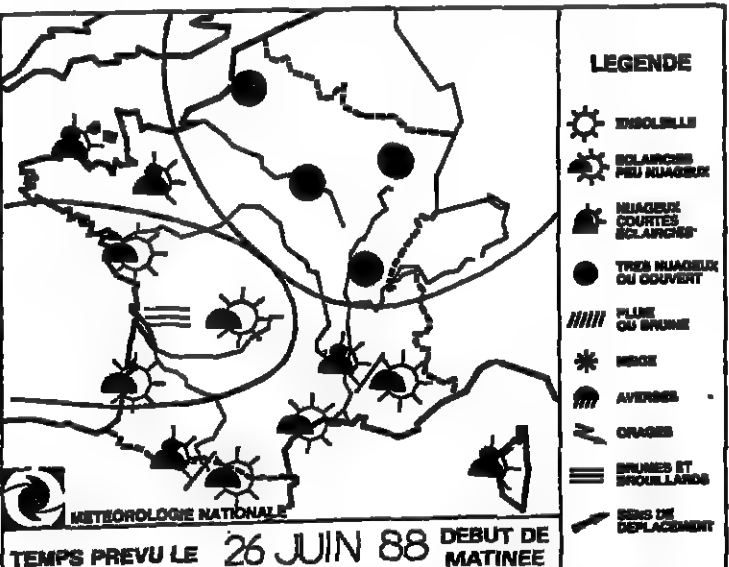 LEGENDE
ENSOLEILLE
ECLAIRCIES
PEU NUAGEUX
NUAGEUX
COURTES
ECLAIRCIES
TRES NUAGEUX
OU COUVERT
PLUIE
OU BRUINE
NEIGE
AVERSES
ORAGES
BRUMES ET
BROUILLARDS
SENS DE
DEPLACEMENT
METEOROLOGIE NATIONALE
TEMPS PREVU LE 26 JUIN 88 DEBUT DE
MATINEE